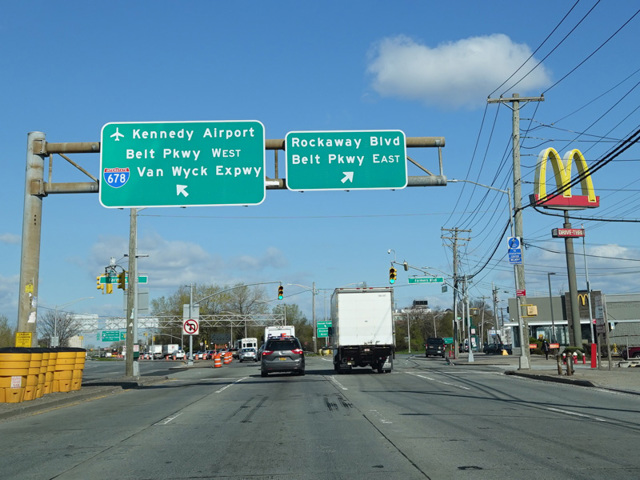 Kennedy Airport
Belt Pkwy WEST
INTERSTATE
678
Van Wyck Expwy
Rockaway Blvd
Belt Pkwy EAST
DRIVE-THRU